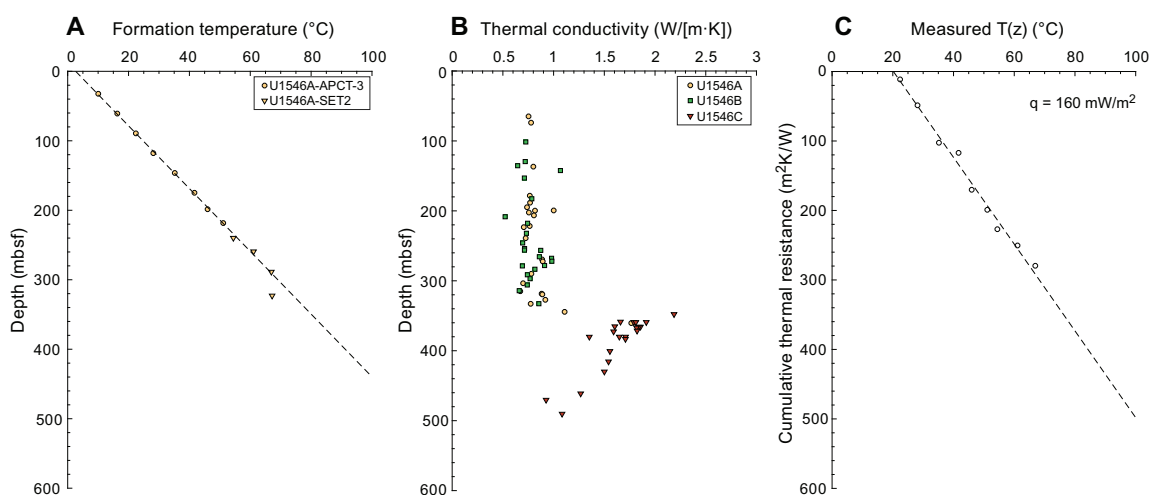 A Formation temperature (°C)
0 20 40 60 80 100
0
100
200
300
400
500
600
Depth (mbsf)
U1546A-APCT-3
U1546A-SET2
B Thermal conductivity (W/[m·K])
0 0.5 1 1.5 2 2.5 3
0
100
200
300
400
500
600
Depth (mbsf)
U1546A
U1546B
U1546C
C Measured T(z) (°C)
0 20 40 60 80 100
0
100
200
300
400
500
600
Cumulative thermal resistance (m²K/W)
q = 160 mW/m²